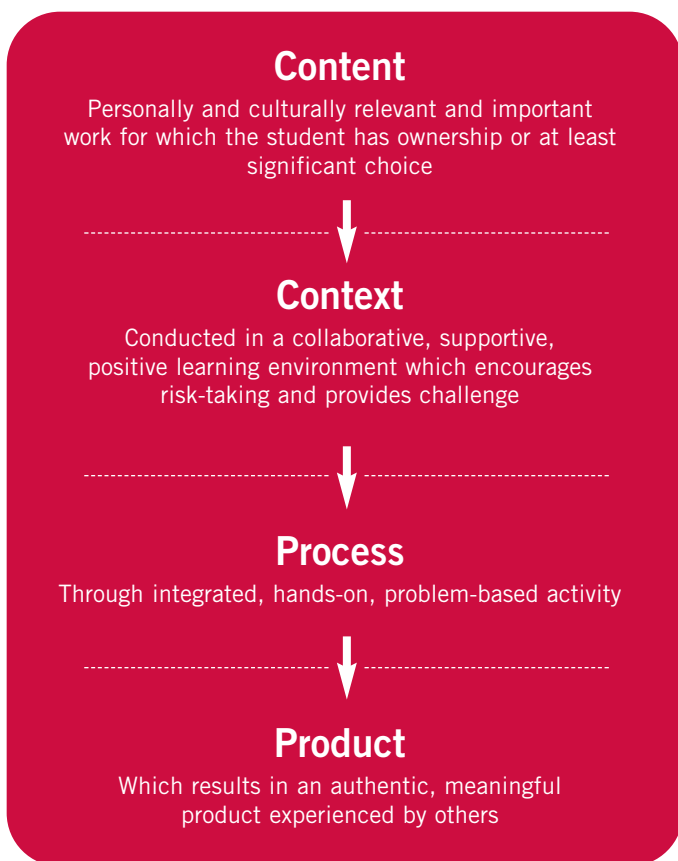 Content
Personally and culturally relevant and important
work for which the student has ownership or at least
significant choice
Context
Conducted in a collaborative, supportive,
positive learning environment which encourages
risk-taking and provides challenge
Process
Through integrated, hands-on, problem-based activity
Product
Which results in an authentic, meaningful
product experienced by others